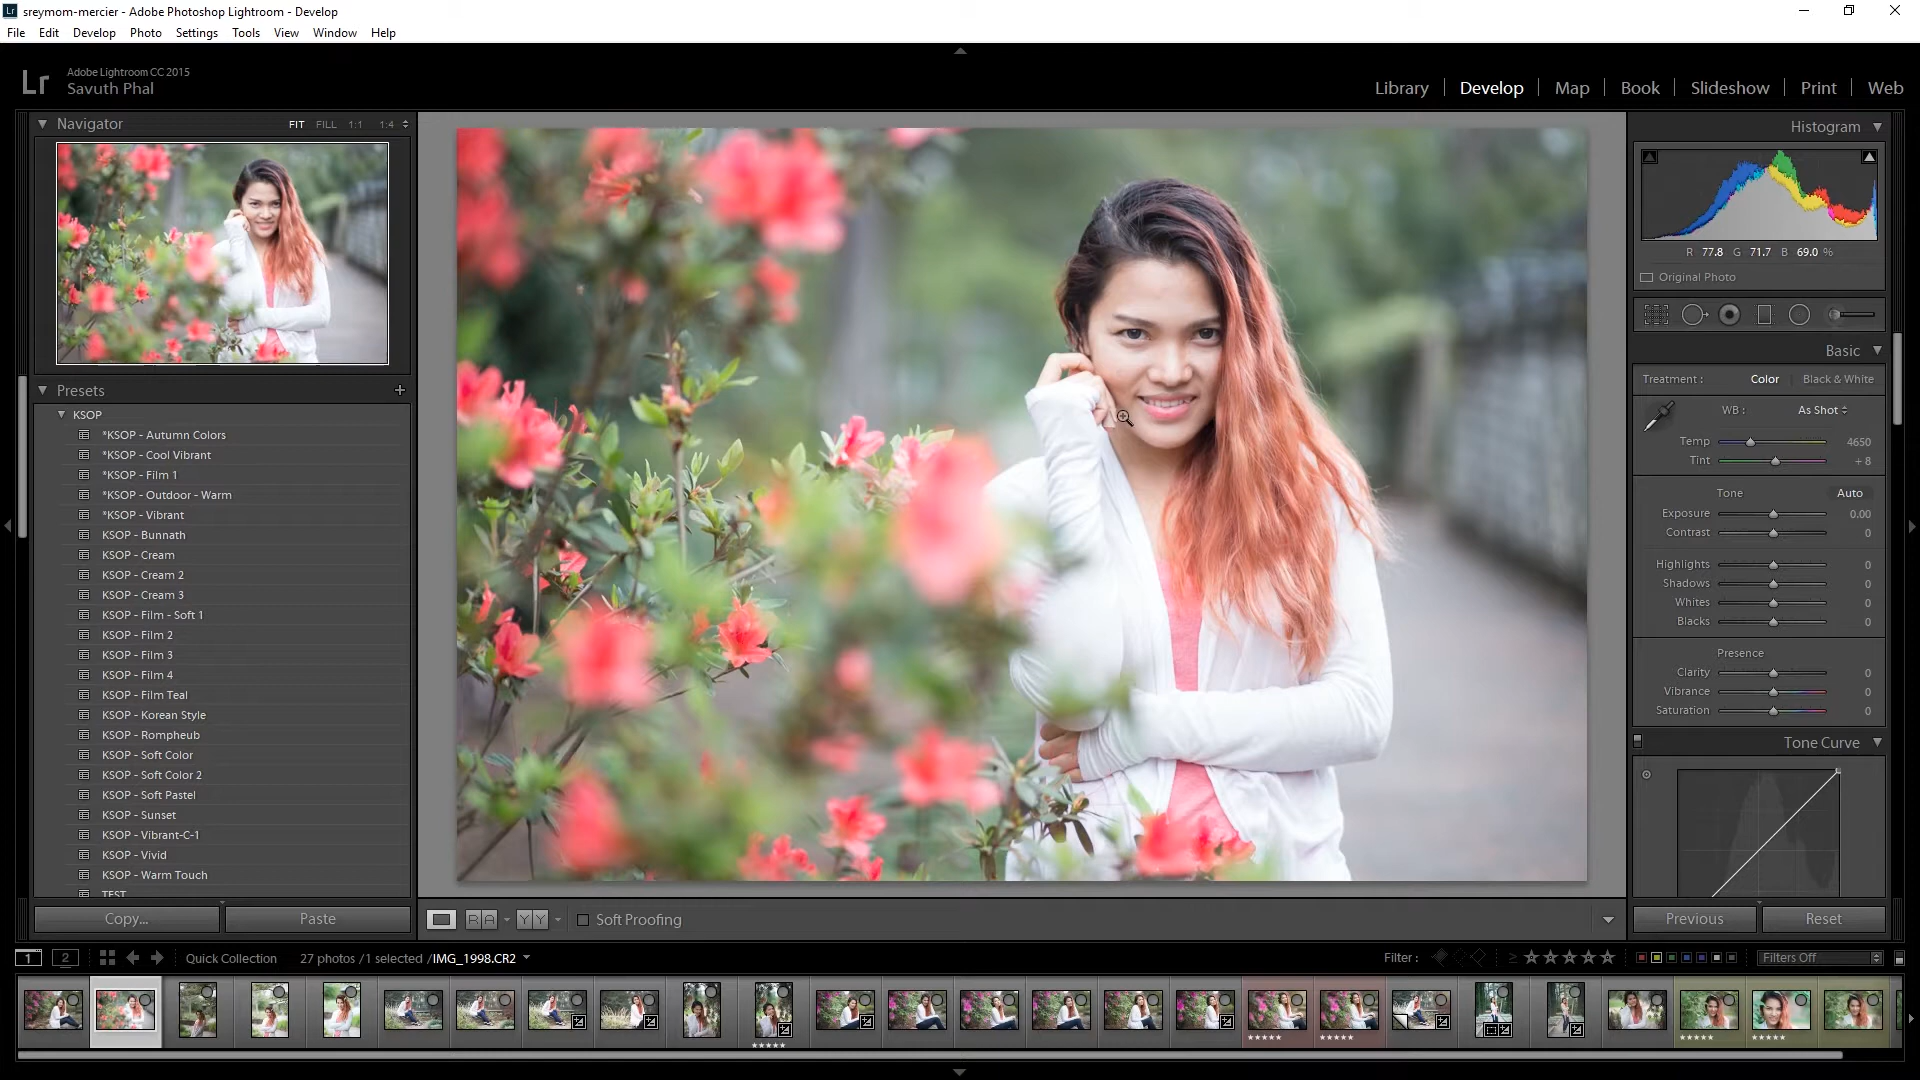 sreymom-mercier - Adobe Photoshop Lightroom - Develop
File Edit Develop Photo Settings Tools View Window Help
Lr Adobe Lightroom CC 2015
Savuth Phal
Library Develop Map Book Slideshow Print Web
Navigator FIT FILL 1:1 1:4
Histogram
R 77.8 G 71.7 B 69.0 %
Original Photo
Basic
Treatment : Color Black & White
WB : As Shot
Temp 4650
Tint + 8
Tone Auto
Exposure 0.00
Contrast 0
Highlights 0
Shadows 0
Whites 0
Blacks 0
Presence
Clarity 0
Vibrance 0
Saturation 0
Tone Curve
Presets +
KSOP
*KSOP - Autumn Colors
*KSOP - Cool Vibrant
*KSOP - Film 1
*KSOP - Outdoor - Warm
*KSOP - Vibrant
KSOP - Bunnath
KSOP - Cream
KSOP - Cream 2
KSOP - Cream 3
KSOP - Film - Soft 1
KSOP - Film 2
KSOP - Film 3
KSOP - Film 4
KSOP - Film Teal
KSOP - Korean Style
KSOP - Rompheub
KSOP - Soft Color
KSOP - Soft Color 2
KSOP - Soft Pastel
KSOP - Sunset
KSOP - Vibrant-C-1
KSOP - Vivid
KSOP - Warm Touch
TEST
Copy... Paste
R A Y Y Soft Proofing
Previous Reset
1 2 Quick Collection 27 photos /1 selected /IMG_1998.CR2 Filter : ≥ Filters Off